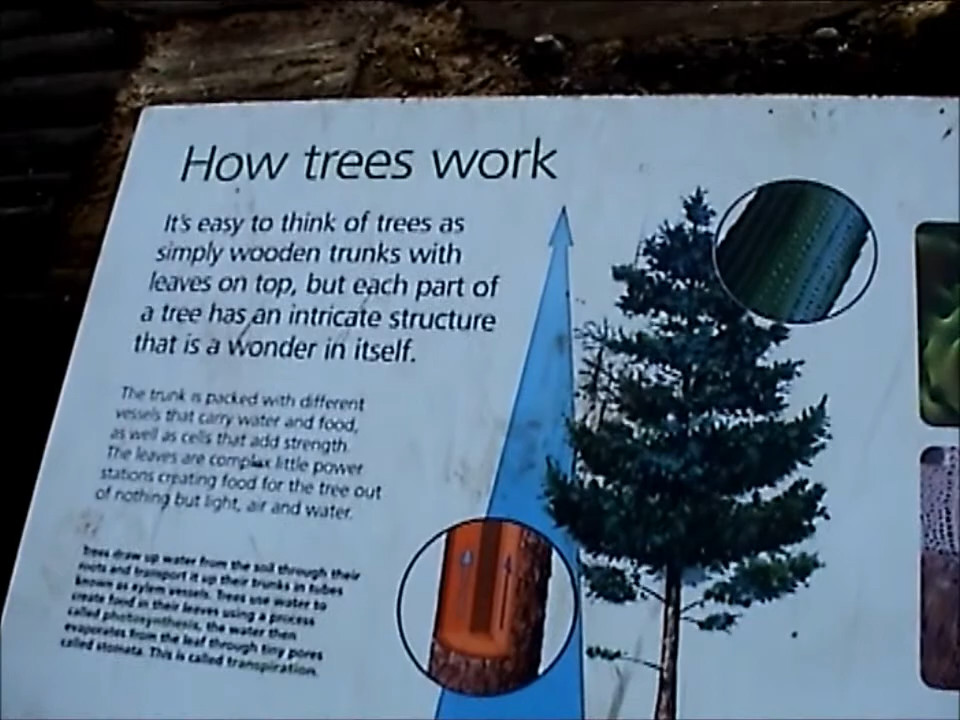 How trees work
It's easy to think of trees as
simply wooden trunks with
leaves on top, but each part of
a tree has an intricate structure
that is a wonder in itself.
The trunk is packed with different
vessels that carry water and food,
as well as cells that add strength.
The leaves are complex little power
stations creating food for the tree out
of nothing but light, air and water.
Trees draw up water from the soil through their
roots and transport it up their trunks in tubes
known as xylem vessels. Trees use water to
create food in their leaves using a process
called photosynthesis, the water then
evaporates from the leaf through tiny pores
called stomata. This is called transpiration.